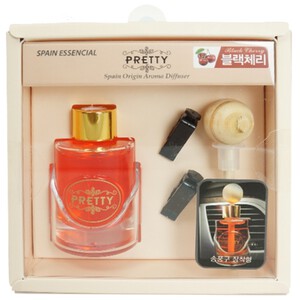 SPAIN ESSENCIAL
PRETTY
Spain Origin Aroma Diffuser
Black Cherry
블랙체리
PRETTY
송풍구 장착형